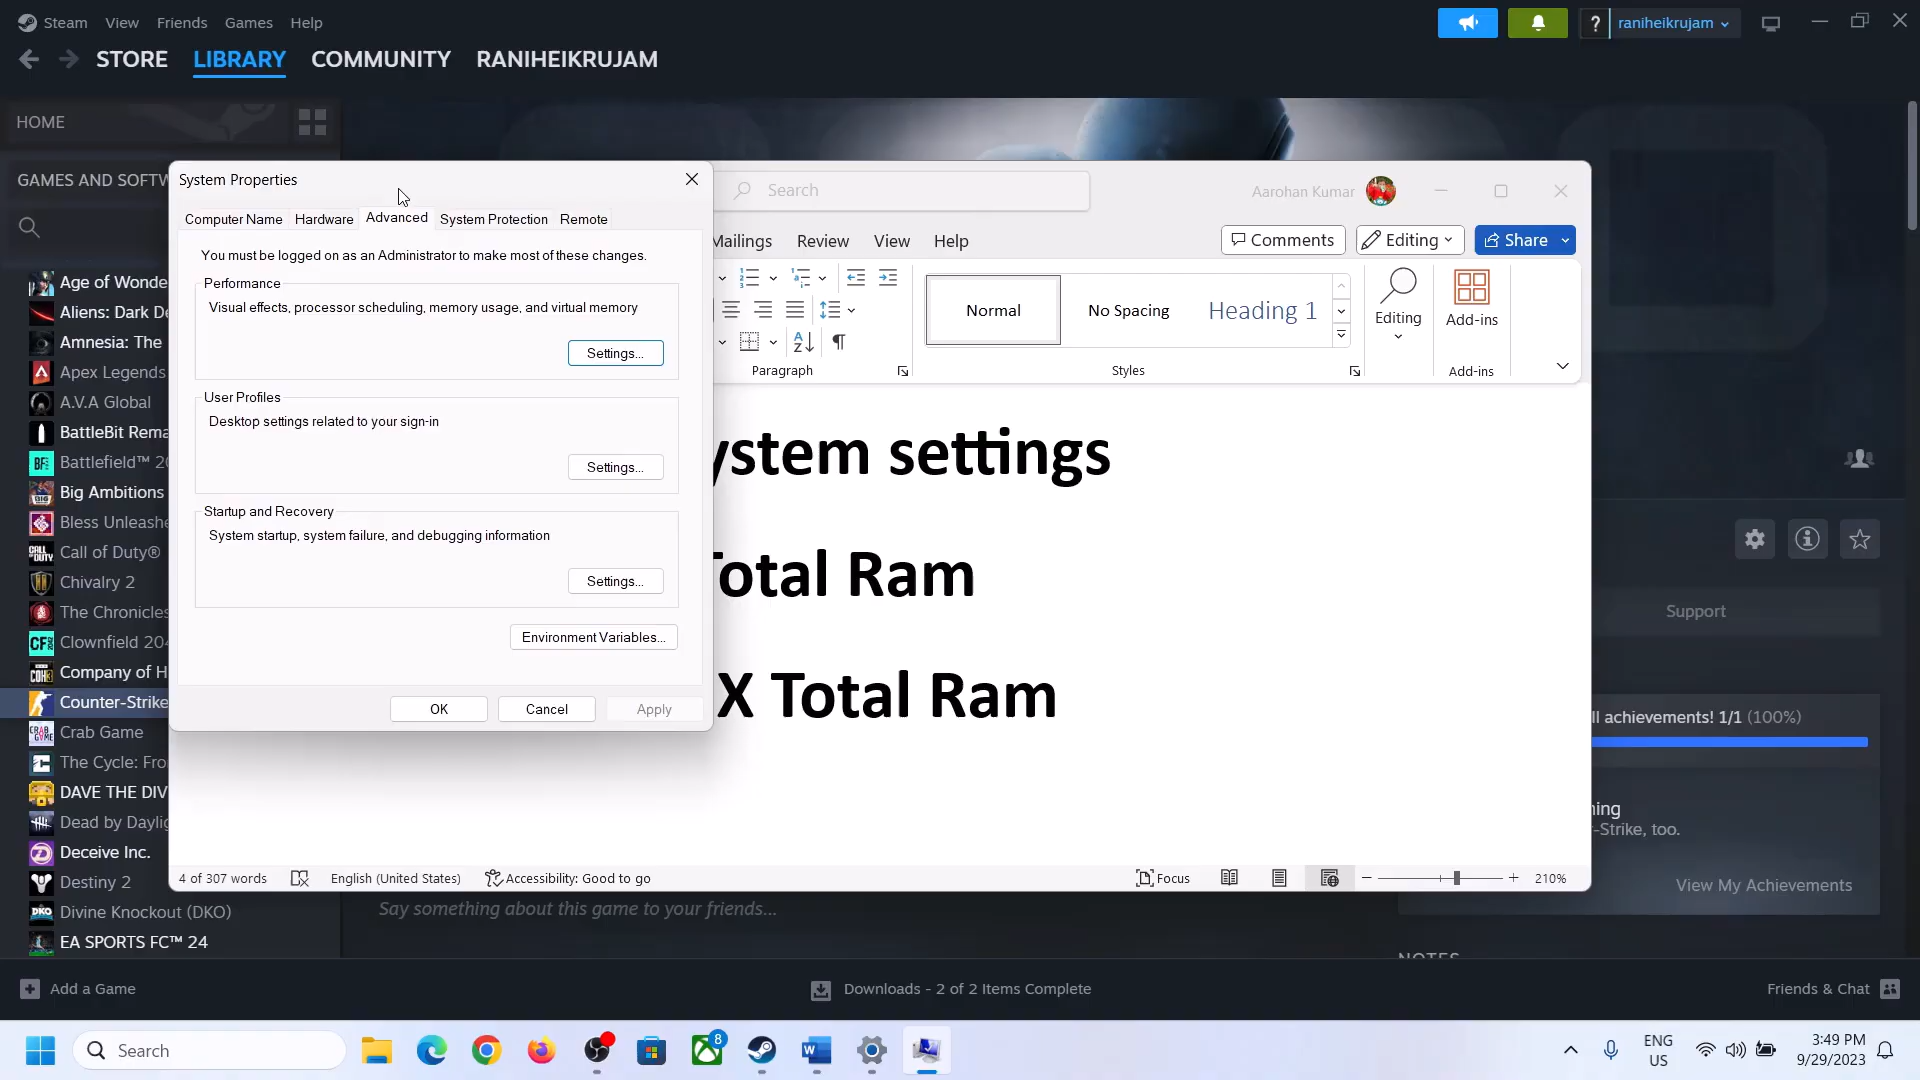 Steam View Friends Games Help
raniheikrujam
STORE LIBRARY COMMUNITY RANIHEIKRUJAM
HOME
GAMES AND SOFTW
Age of Wonde
Aliens: Dark De
Amnesia: The
Apex Legends
A.V.A Global
BattleBit Rema
Battlefield™ 20
Big Ambitions
Bless Unleashe
Call of Duty®
Chivalry 2
The Chronicles
Clownfield 204
Company of H
Counter-Strike
Crab Game
The Cycle: Fro
DAVE THE DIV
Dead by Daylig
Deceive Inc.
Destiny 2
Divine Knockout (DKO)
EA SPORTS FC™ 24
System Properties
Computer Name Hardware Advanced System Protection Remote
You must be logged on as an Administrator to make most of these changes.
Performance
Visual effects, processor scheduling, memory usage, and virtual memory
Settings...
User Profiles
Desktop settings related to your sign-in
Settings...
Startup and Recovery
System startup, system failure, and debugging information
Settings...
Environment Variables...
OK Cancel Apply
Search
Aarohan Kumar
Mailings Review View Help
Comments Editing Share
Normal No Spacing Heading 1
Editing
Add-ins
Paragraph Styles Add-ins
ystem settings
Total Ram
X Total Ram
4 of 307 words English (United States) Accessibility: Good to go Focus 210%
Support
ll achievements! 1/1 (100%)
ning
-Strike, too.
View My Achievements
Say something about this game to your friends...
NOTES
Add a Game Downloads - 2 of 2 Items Complete Friends & Chat
Search
8
ENG
US
3:49 PM
9/29/2023